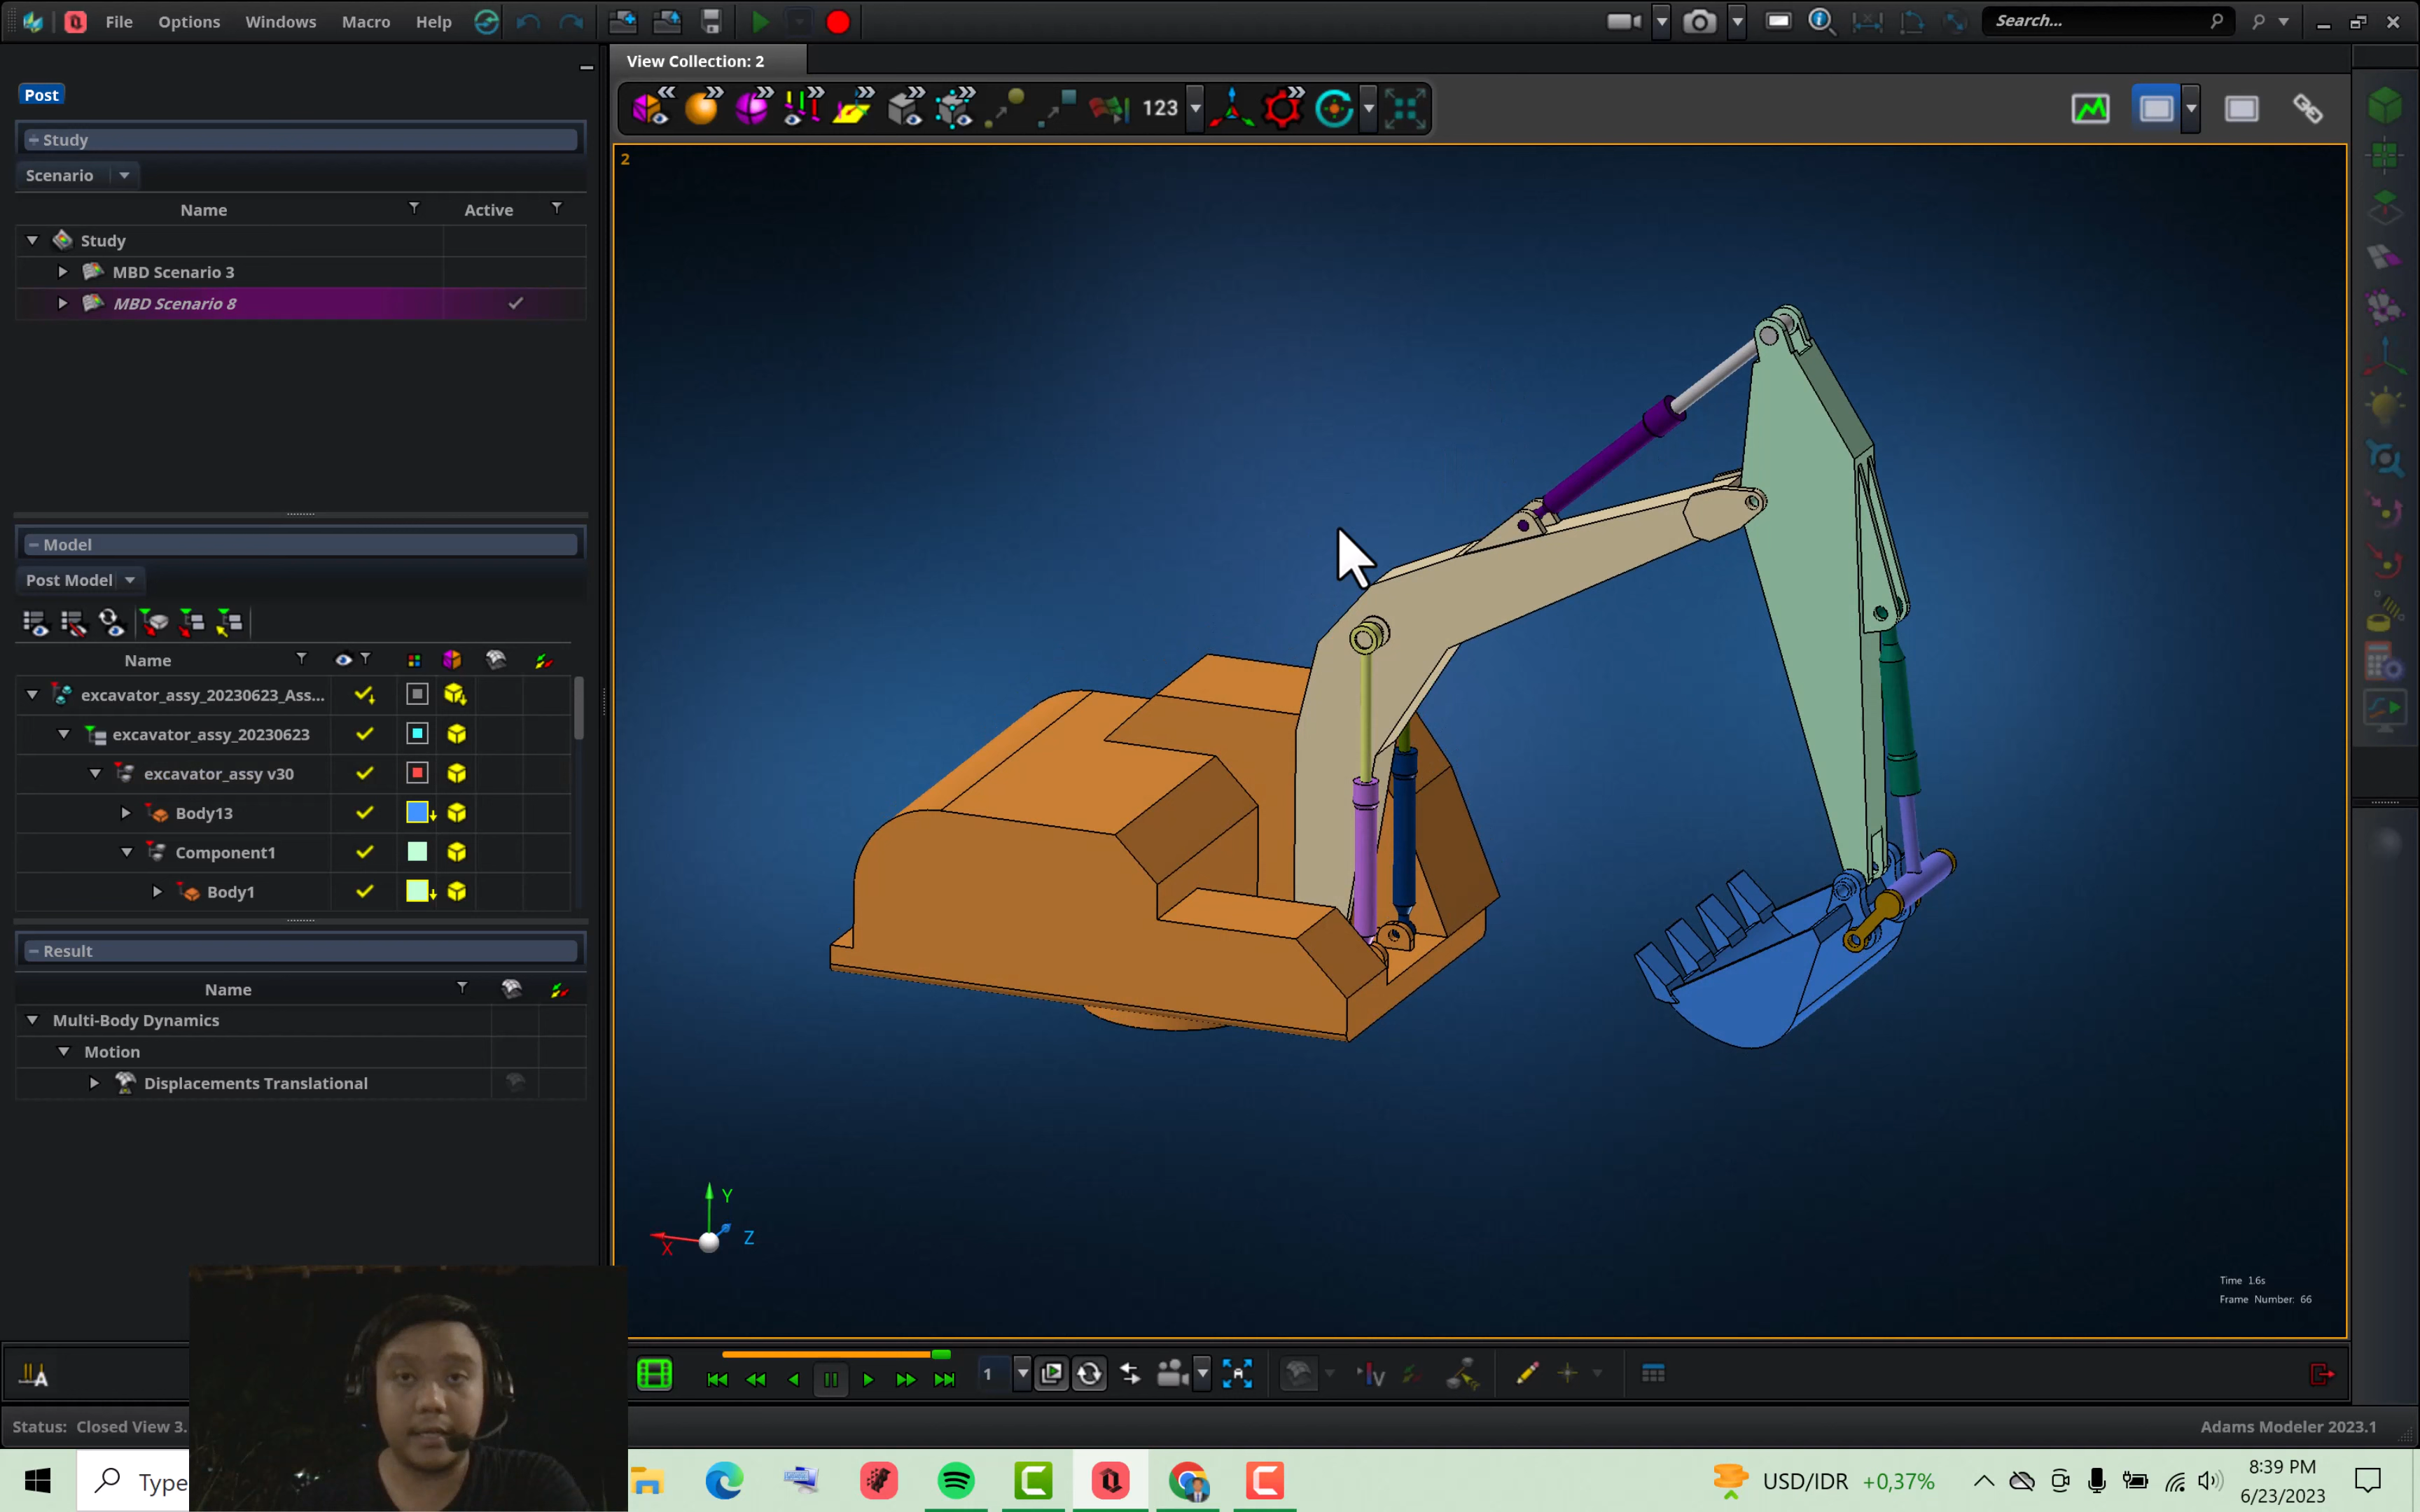 File Options Windows Macro Help Search...
View Collection: 2
Post
Study
Scenario
Name Active
Study
MBD Scenario 3
MBD Scenario 8
Model
Post Model
Name
excavator_assy_20230623_Ass...
excavator_assy_20230623
excavator_assy v30
Body13
Component1
Body1
Result
Name
Multi-Body Dynamics
Motion
Displacements Translational
123
2
Y
Z
X
Time 1.6s
Frame Number: 66
1
Status: Closed View 3.
Adams Modeler 2023.1
Type
USD/IDR +0,37%
8:39 PM
6/23/2023